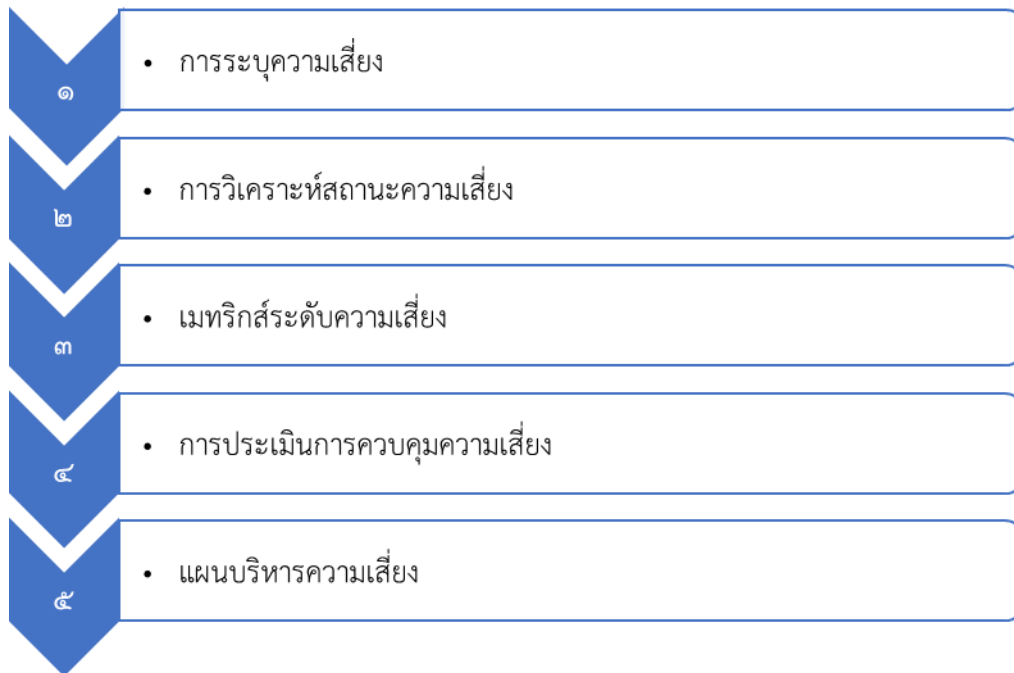 ๑
• การระบุความเสี่ยง
๒
• การวิเคราะห์สถานะความเสี่ยง
๓
• เมทริกส์ระดับความเสี่ยง
๔
• การประเมินการควบคุมความเสี่ยง
๕
• แผนบริหารความเสี่ยง